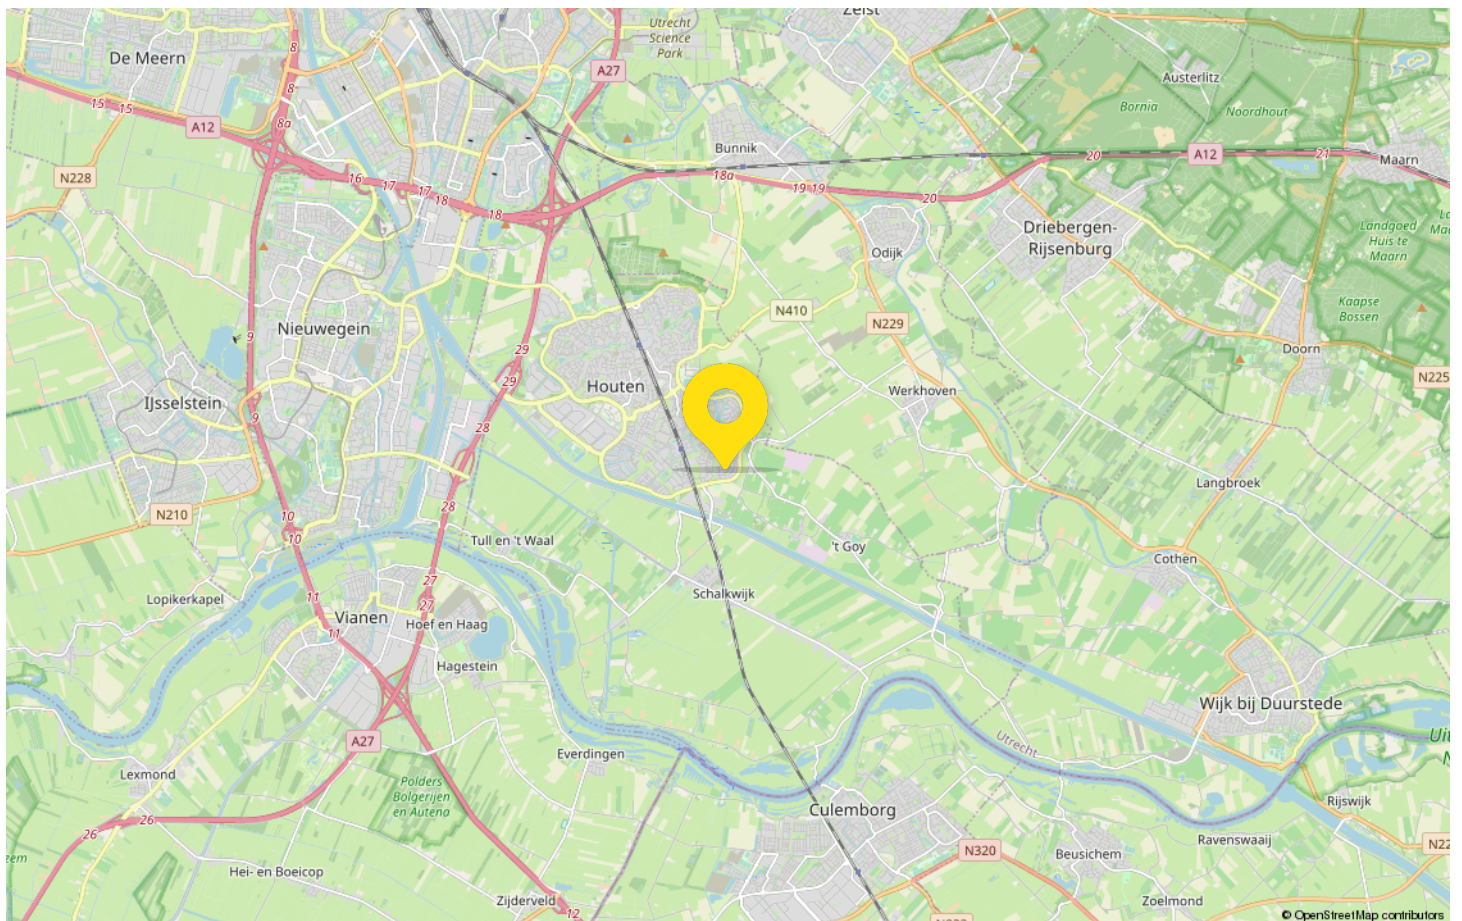 Zeist
Utrecht
Science
Park
De Meern
8
A27
Austerlitz
8
15
15
Bornia
Noordhout
8a
A12
Bunnik
20
A12
21
Maarn
N228
16
17
17
18
18a
19
19
20
18
Driebergen-
Rijsenburg
Landgoed
Huis te
Maarn
Odijk
Kaapse
Bossen
N410
N229
Nieuwegein
9
29
Doorn
29
Houten
N225
IJsselstein
Werkhoven
9
28
Langbroek
28
N210
10
10
Tull en 't Waal
't Goy
Cothen
27
Schalkwijk
Lopikerkapel
11
27
Vianen
Hoef en Haag
11
Hagestein
Wijk bij Duurstede
A27
Utrecht
Everdingen
Lexmond
Polders
Bolgerijen
en Autena
Culemborg
Rijswijk
26
26
Ravenswaaij
N320
Beusichem
Hei- en Boeicop
Zijderveld
12
Zoelmond
© OpenStreetMap contributors